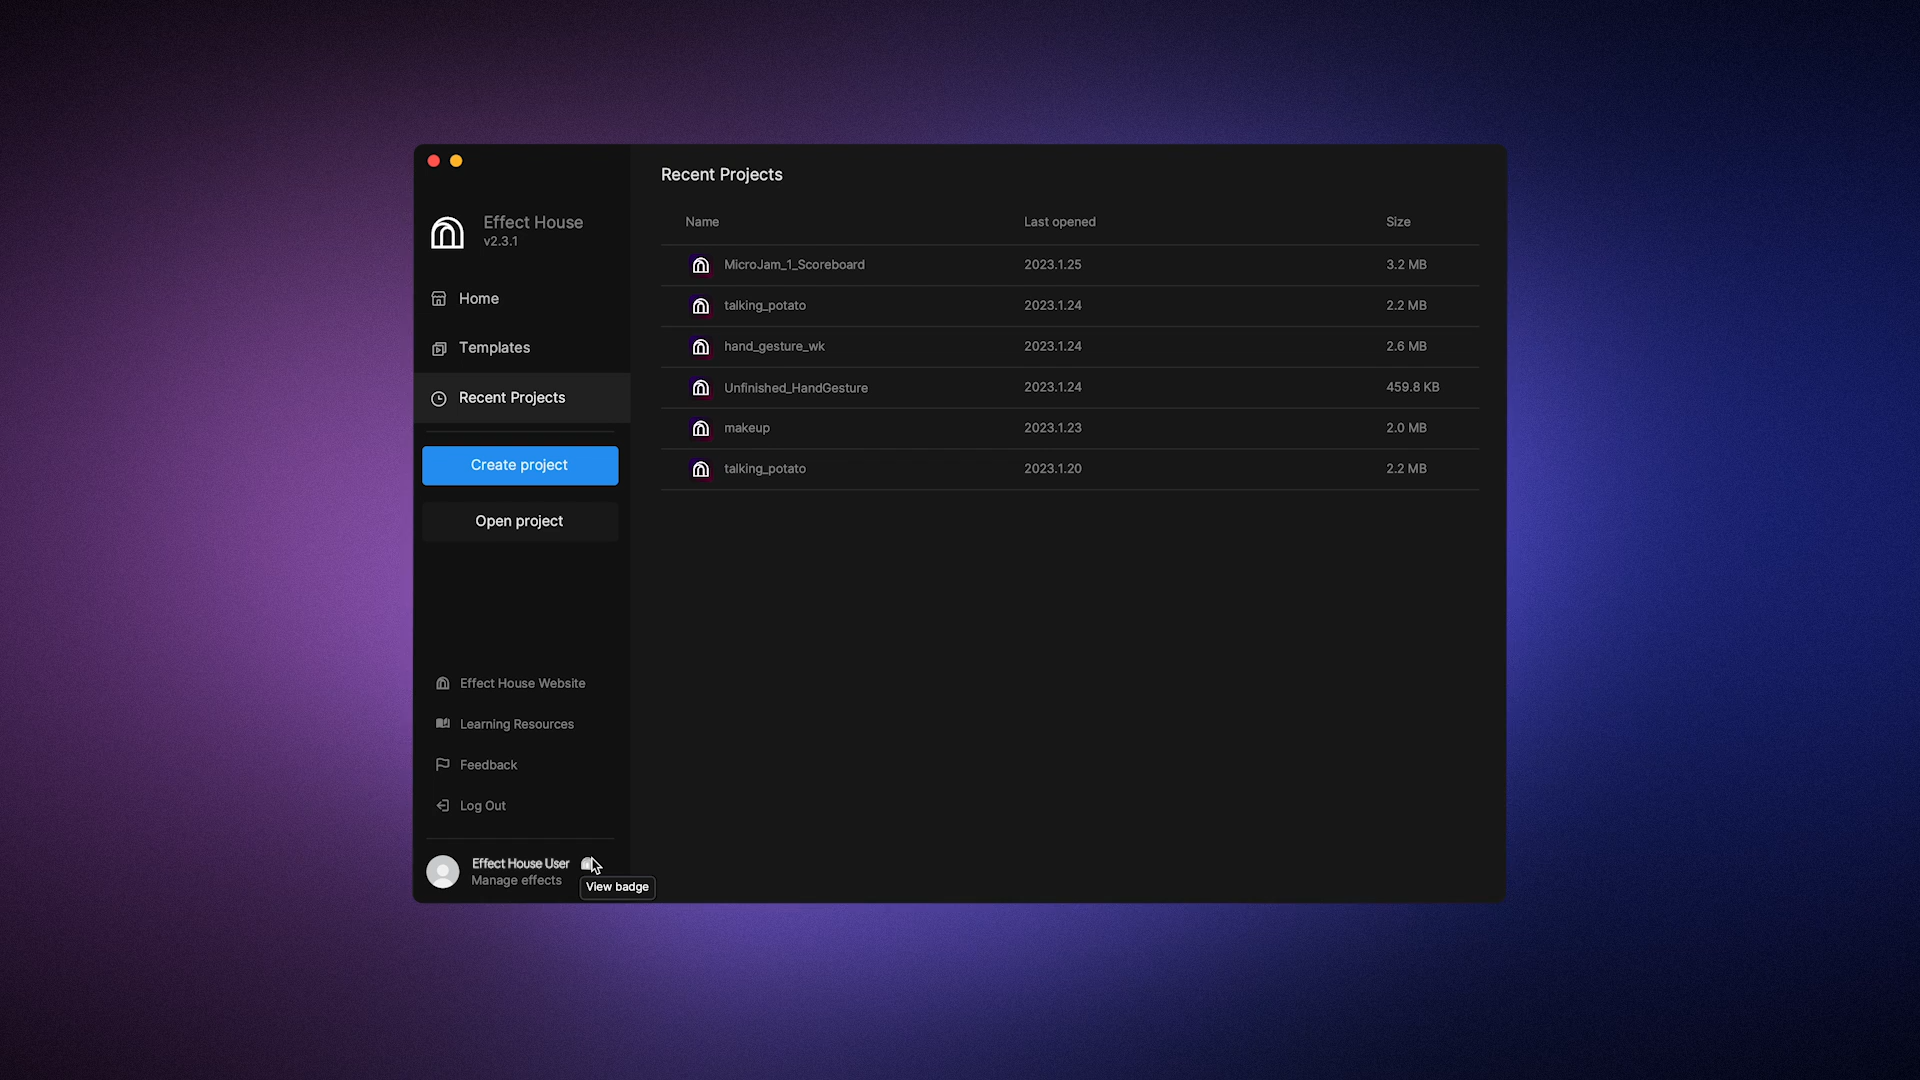 Effect House
v2.3.1
Home
Templates
Recent Projects
Create project
Open project
Effect House Website
Learning Resources
Feedback
Log Out
Effect House User
Manage effects
View badge
Recent Projects
Name Last opened Size
MicroJam_1_Scoreboard 2023.1.25 3.2 MB
talking_potato 2023.1.24 2.2 MB
hand_gesture_wk 2023.1.24 2.6 MB
Unfinished_HandGesture 2023.1.24 459.8 KB
makeup 2023.1.23 2.0 MB
talking_potato 2023.1.20 2.2 MB